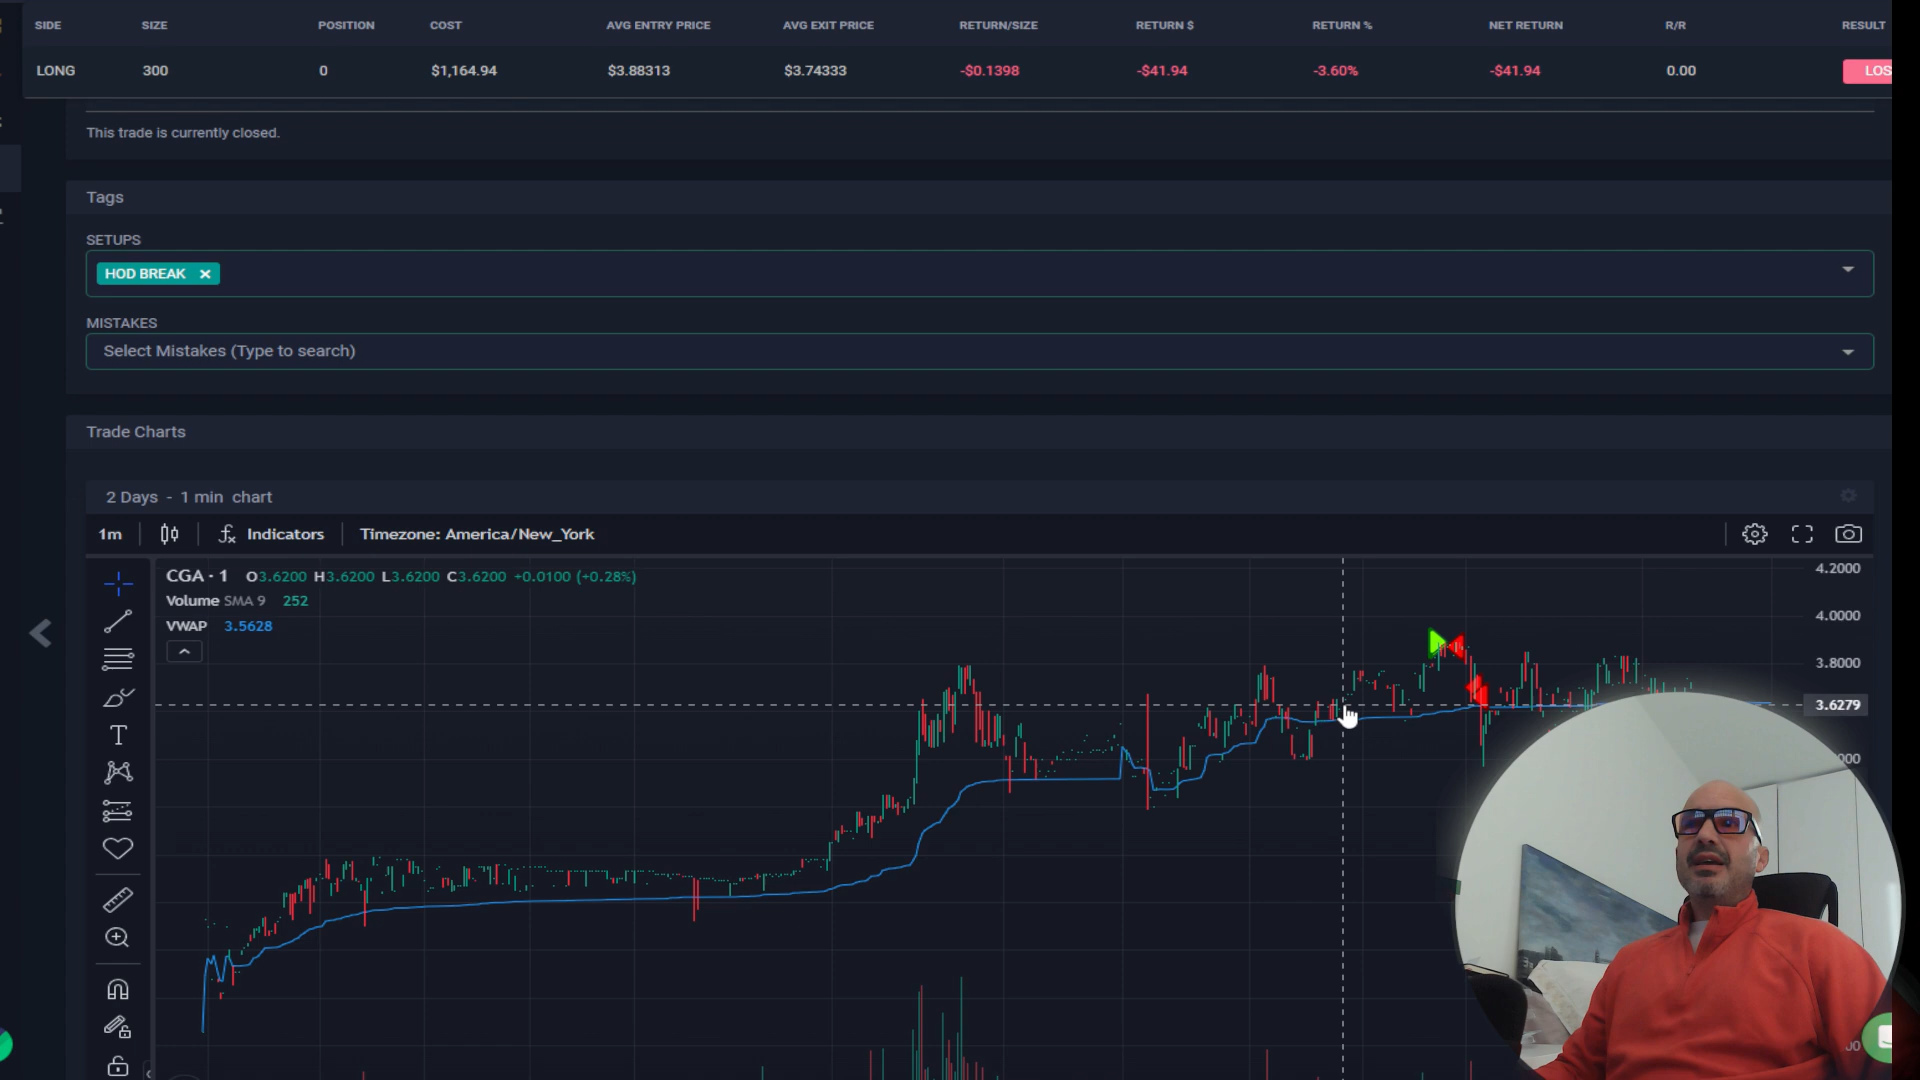 SIDE SIZE POSITION COST AVG ENTRY PRICE AVG EXIT PRICE RETURN/SIZE RETURN $ RETURN % NET RETURN R/R RESULT
LONG 300 0 $1,164.94 $3.88313 $3.74333 -$0.1398 -$41.94 -3.60% -$41.94 0.00 LOS
This trade is currently closed.
Tags
SETUPS
HOD BREAK ×
MISTAKES
Select Mistakes (Type to search)
Trade Charts
2 Days - 1 min chart
1m Indicators Timezone: America/New_York
CGA · 1 O3.6200 H3.6200 L3.6200 C3.6200 +0.0100 (+0.28%)
Volume SMA 9 252
VWAP 3.5628
4.2000
4.0000
3.8000
3.6279